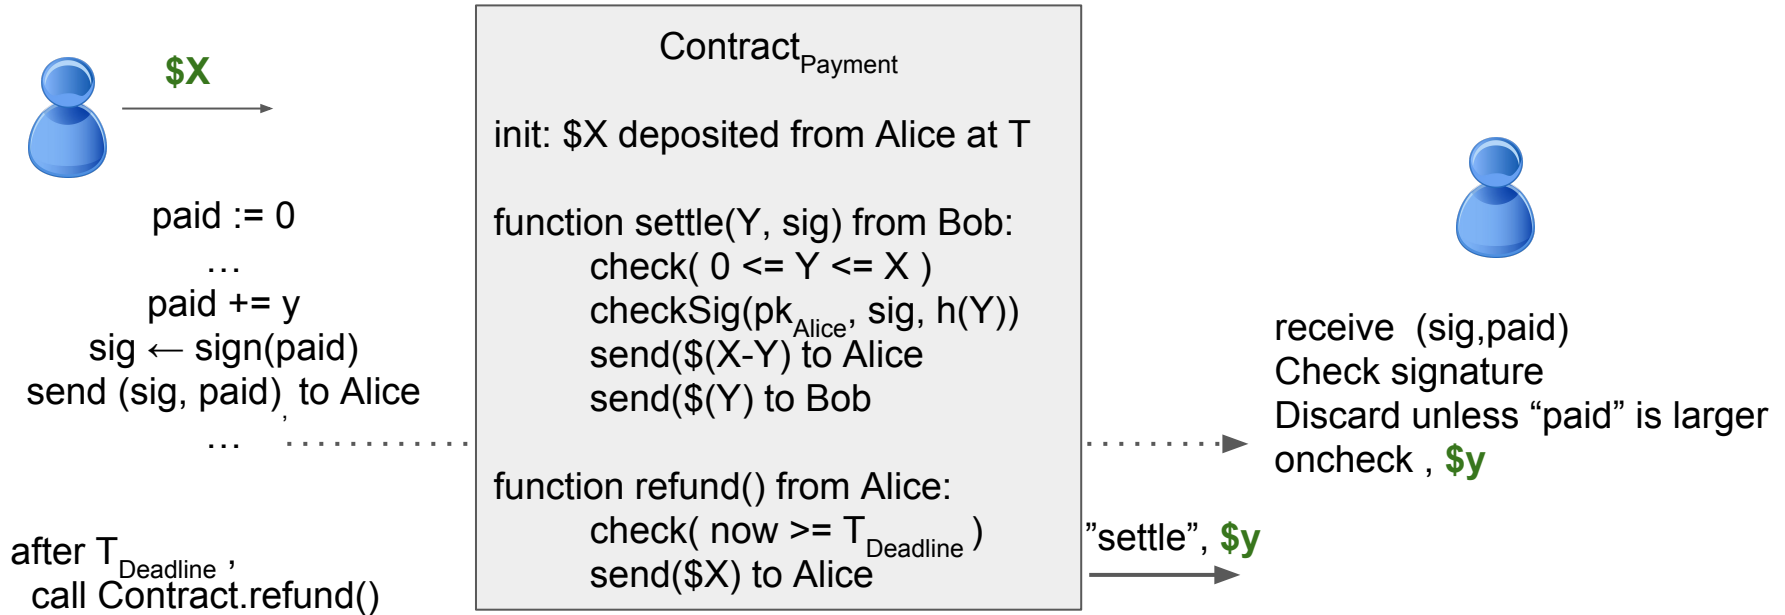 $X
paid := 0
…
paid += y
sig ← sign(paid)
send (sig, paid), to Alice
…
after T_Deadline ,
call Contract.refund()
Contract_Payment
init: $X deposited from Alice at T
function settle(Y, sig) from Bob:
check( 0 <= Y <= X )
checkSig(pk_Alice, sig, h(Y))
send($(X-Y) to Alice
send($(Y) to Bob
function refund() from Alice:
check( now >= T_Deadline )
send($X) to Alice
receive (sig,paid)
Check signature
Discard unless “paid” is larger
oncheck , $y
”settle”, $y